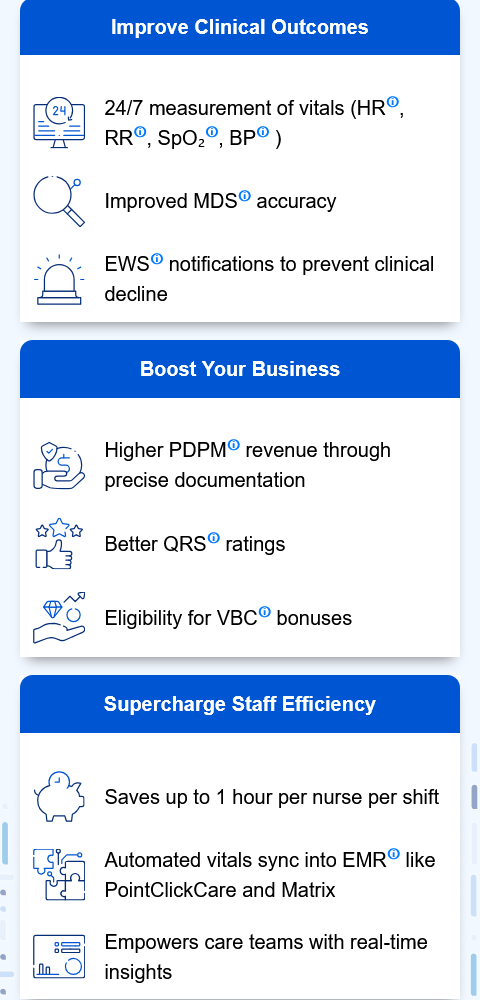 Improve Clinical Outcomes
24
24/7 measurement of vitals (HR,
RR, SpO₂, BP )
Improved MDS accuracy
EWS notifications to prevent clinical
decline
Boost Your Business
Higher PDPM revenue through
precise documentation
Better QRS ratings
Eligibility for VBC bonuses
Supercharge Staff Efficiency
Saves up to 1 hour per nurse per shift
Automated vitals sync into EMR like
PointClickCare and Matrix
Empowers care teams with real-time
insights